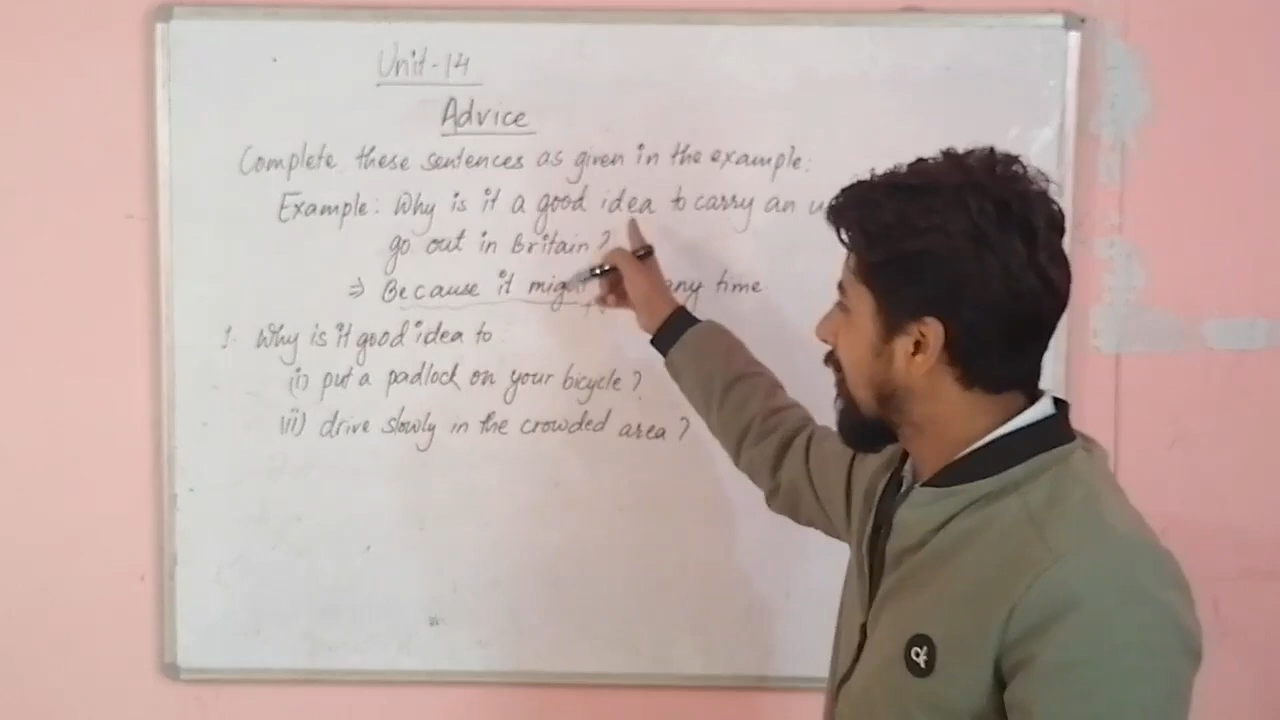 Unit-14
Advice
Complete these sentences as given in the example:
Example: Why is it a good idea to carry an
go out in Britain?
⇒ Because it any time
1. Why is it good idea to
(i) put a padlock on your bicycle?
(ii) drive slowly in the crowded area?